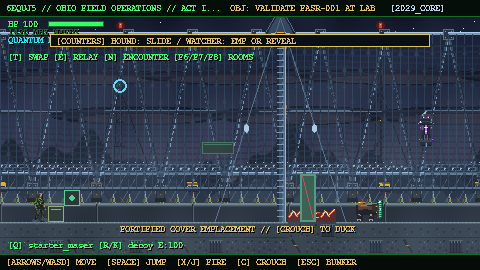 6EQUJ5 // OHIO FIELD OPERATIONS // ACT I... OBJ: VALIDATE FASR-001 AT LAB [2029_CORE]
HP 100
QUANTUM
[COUNTERS] HOUND: SLIDE / WATCHER: EMP OR REVEAL
[T] SWAP [E] RELAY [N] ENCOUNTER [F6/F7/F8] ROOMS
FORTIFIED COVER EMPLACEMENT // [CROUCH] TO DUCK
[Q] starter_maser [R/K] decoy E:100
[ARROWS/WASD] MOVE [SPACE] JUMP [X/J] FIRE [C] CROUCH [ESC] BUNKER